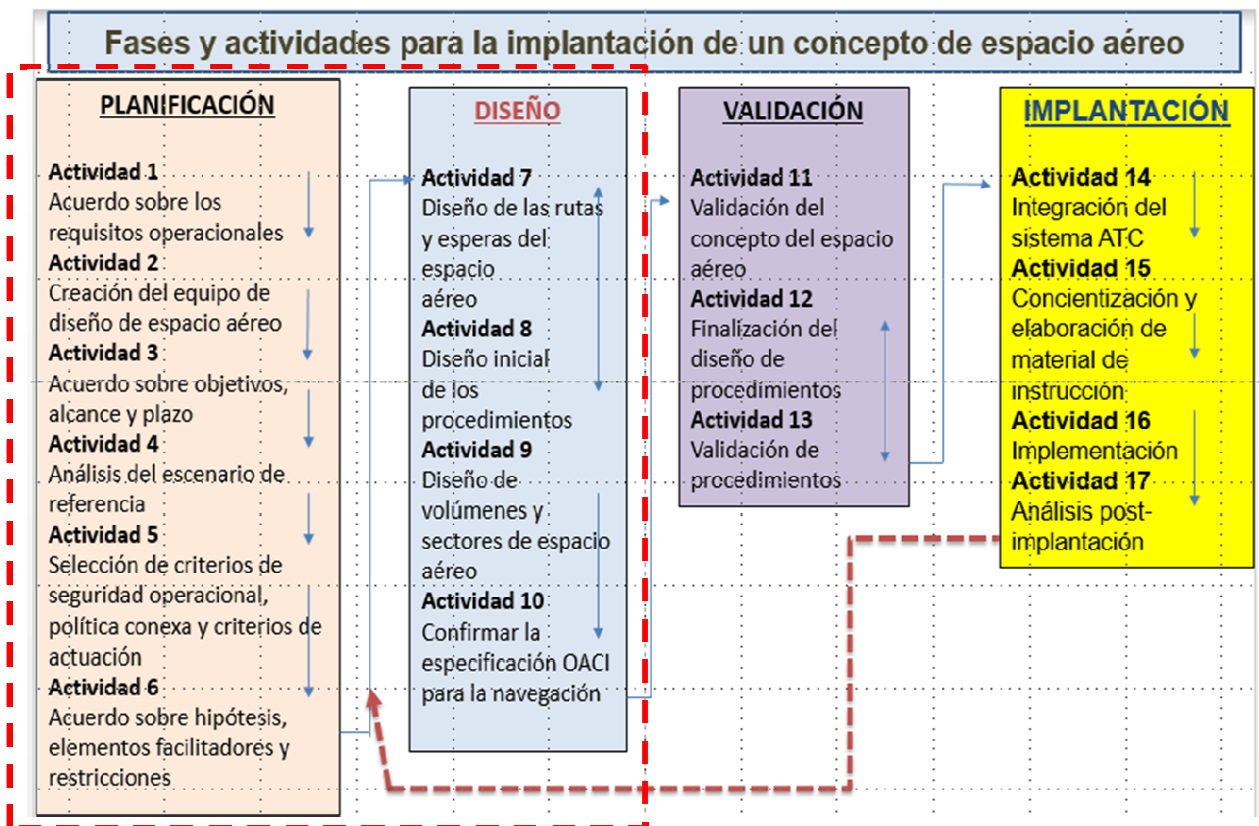 Fases y actividades para la implantación de un concepto de espacio aéreo
PLANIFICACIÓN
Actividad 1
Acuerdo sobre los
requisitos operacionales
Actividad 2
Creación del equipo de
diseño de espacio aéreo
Actividad 3
Acuerdo sobre objetivos,
alcance y plazo
Actividad 4
Análisis del escenario de
referencia
Actividad 5
Selección de criterios de
seguridad operacional,
política conexa y criterios de
actuación
Actividad 6
Acuerdo sobre hipótesis,
elementos facilitadores y
restricciones
DISEÑO
Actividad 7
Diseño de las rutas
y esperas del
espacio
aéreo
Actividad 8
Diseño inicial
de los
procedimientos
Actividad 9
Diseño de
volúmenes y
sectores de espacio
aéreo
Actividad 10
Confirmar la
especificación OACI
para la navegación
VALIDACIÓN
Actividad 11
Validación del
concepto del espacio
aéreo
Actividad 12
Finalización del
diseño de
procedimientos
Actividad 13
Validación de
procedimientos
IMPLANTACIÓN
Actividad 14
Integración del
sistema ATC
Actividad 15
Concientización y
elaboración de
material de
instrucción
Actividad 16
Implementación
Actividad 17
Análisis post-
implantación